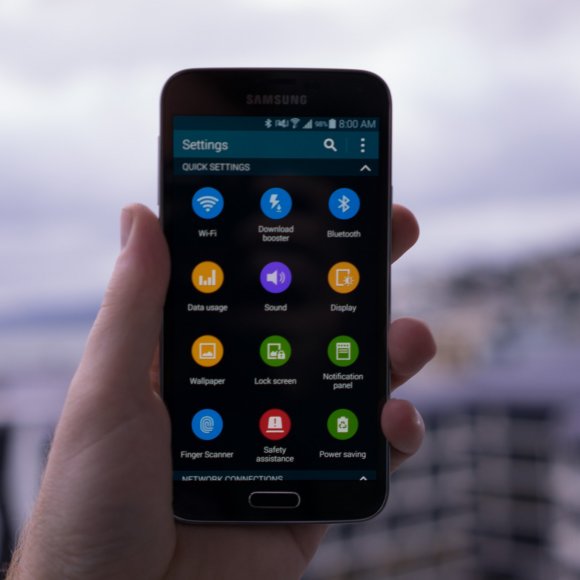 SAMSUNG
98% 8:00 AM
Settings
QUICK SETTINGS
Wi-Fi
Download
booster
Bluetooth
Data usage
Sound
Display
Wallpaper
Lock screen
Notification
panel
Finger Scanner
Safety
assistance
Power saving
NETWORK CONNECTIONS